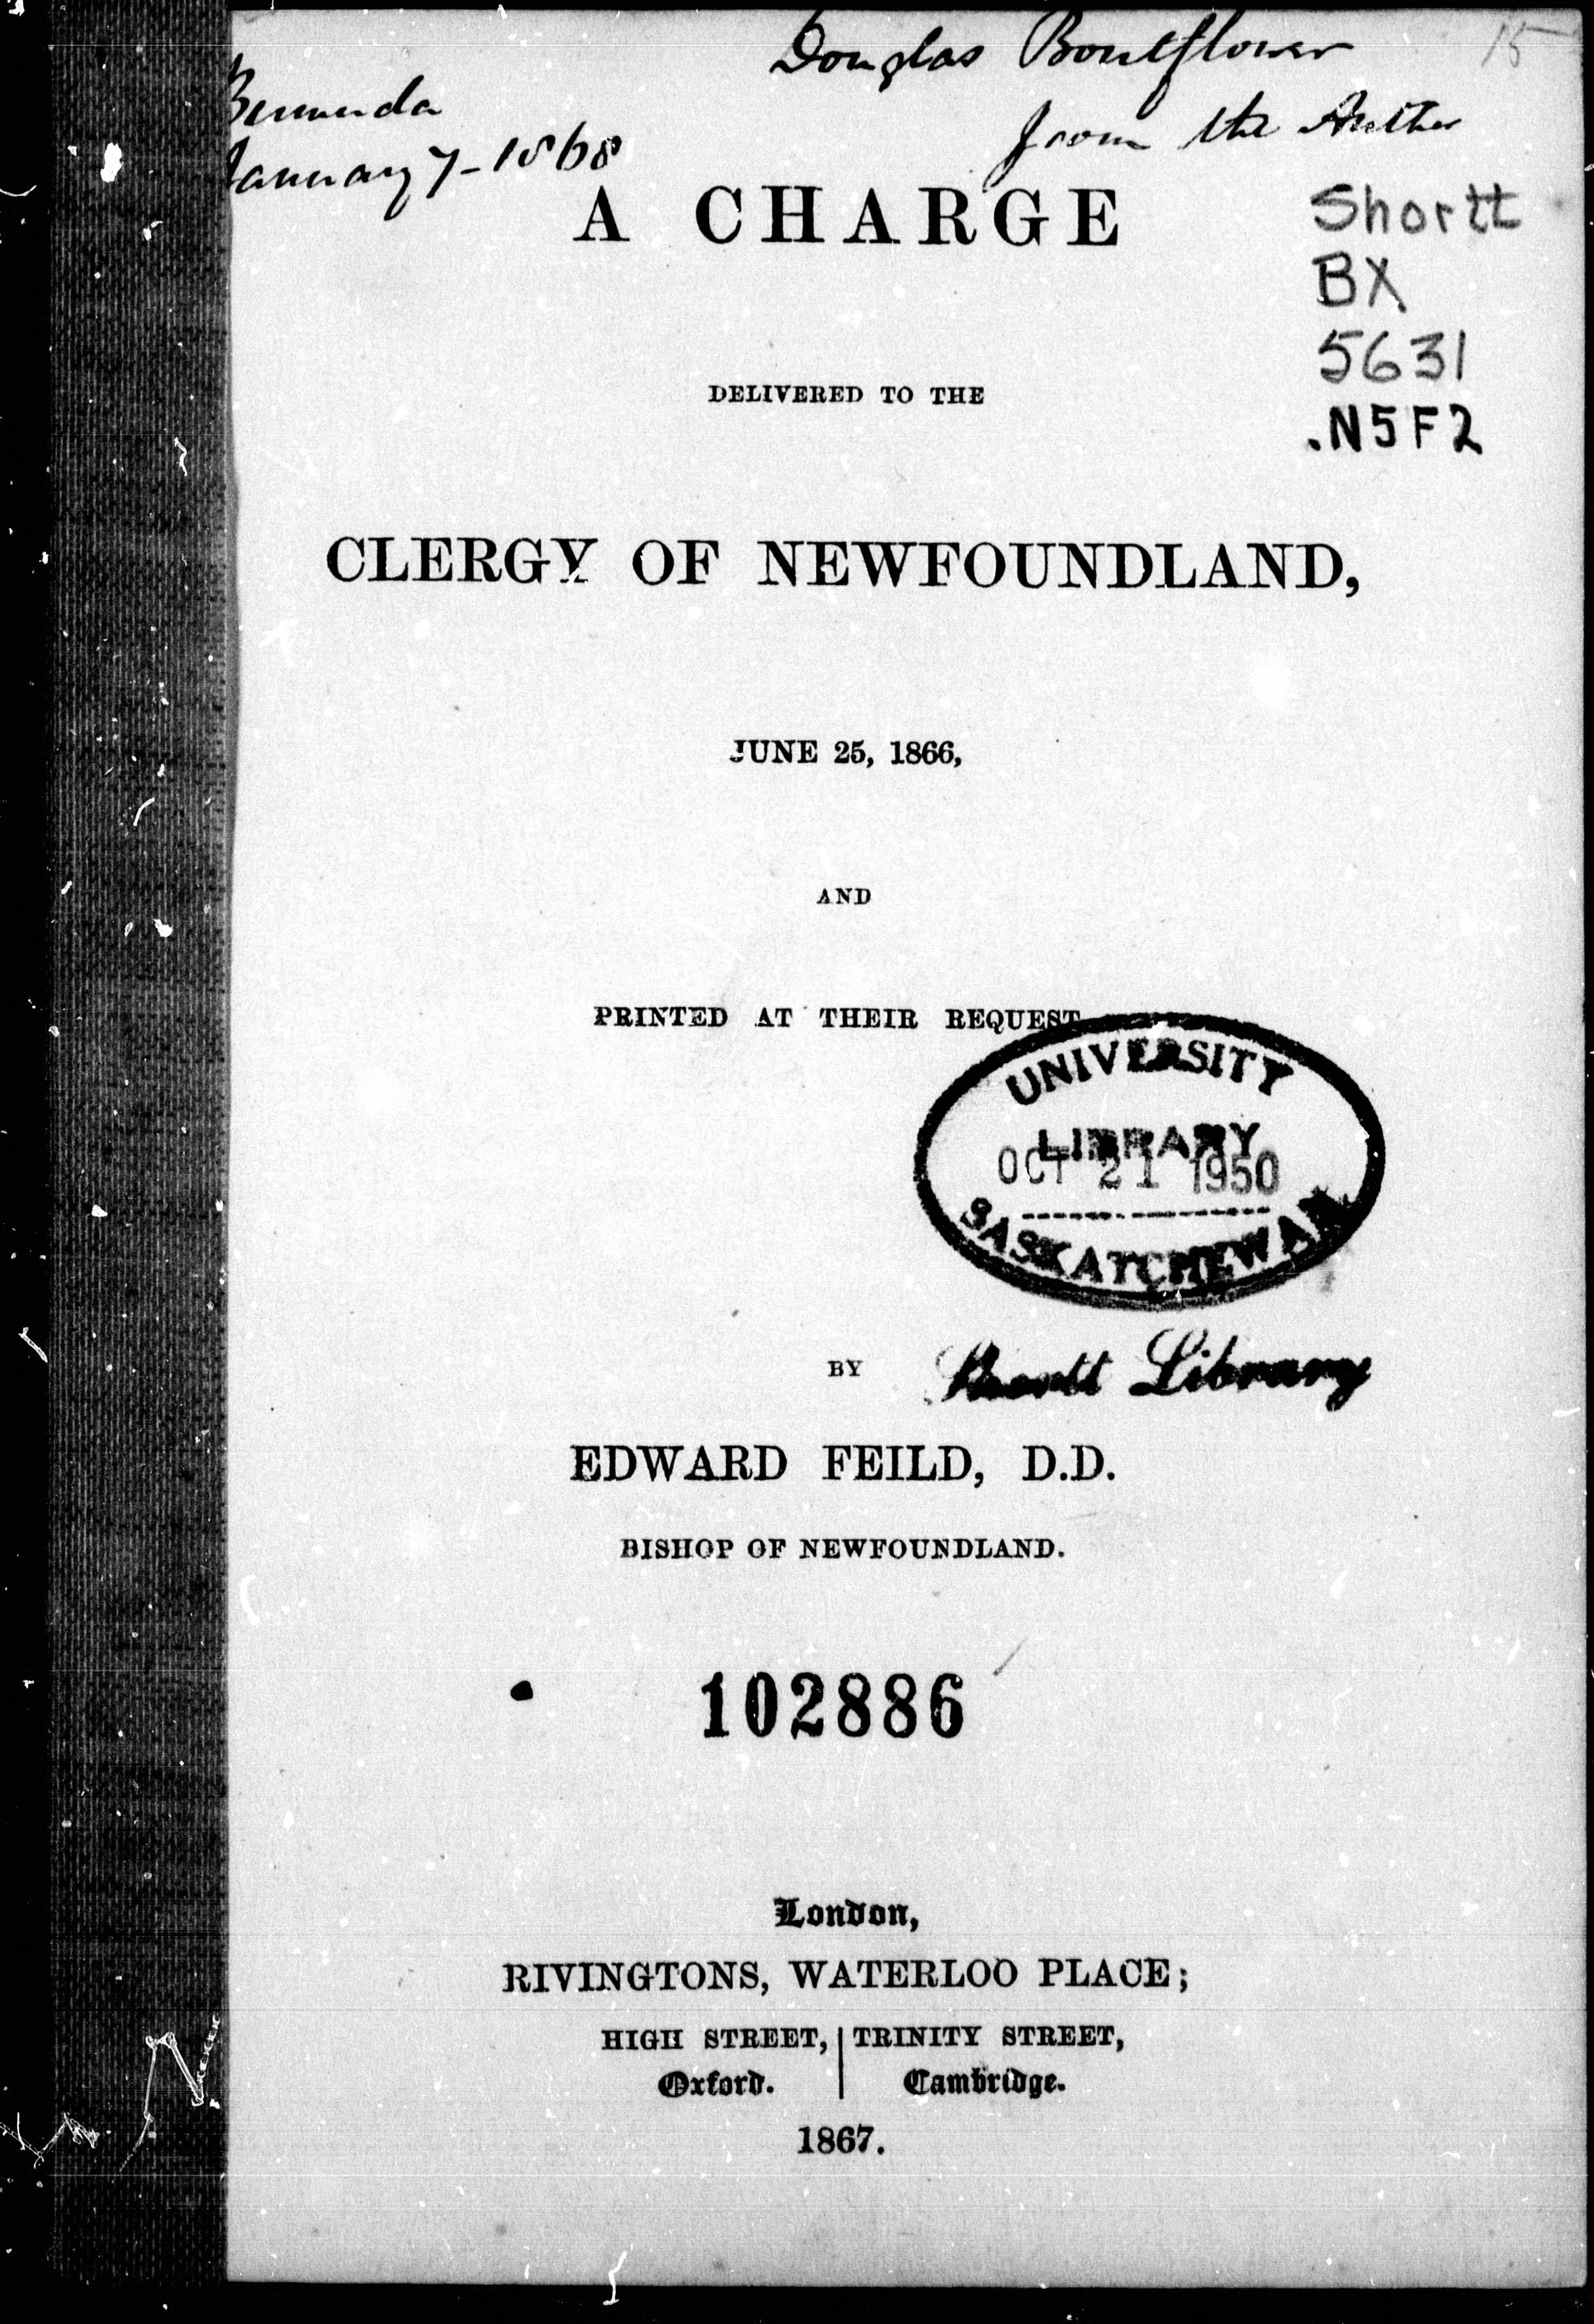 15
Douglas Boutflower
from the Author
Bermuda
January 7-1868
Shortt
BX
5631
.N5F2
A CHARGE
DELIVERED TO THE
CLERGY OF NEWFOUNDLAND,
JUNE 25, 1866,
AND
PRINTED AT THEIR REQUEST
UNIVERSITY
LIBRARY
OCT 21 1950
SASKATCHEWAN
BY
Shortt Library
EDWARD FEILD, D.D.
BISHOP OF NEWFOUNDLAND.
102886
London,
RIVINGTONS, WATERLOO PLACE;
HIGH STREET, | TRINITY STREET,
Oxford. | Cambridge.
1867.